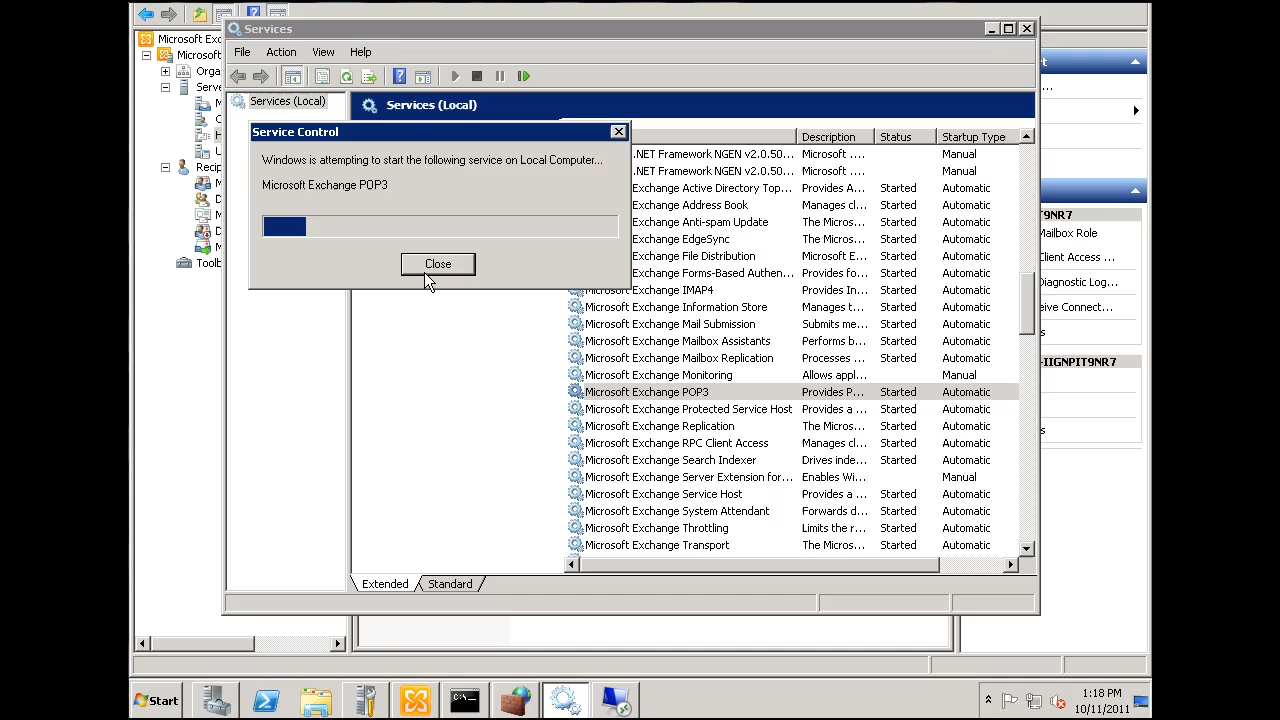 Services
File Action View Help
Microsoft Exc
Microsoft
Orga
Serve
Recip
Toolb
Services (Local)
Services (Local)
Service Control
Windows is attempting to start the following service on Local Computer...
Microsoft Exchange POP3
Close
Description Status Startup Type
.NET Framework NGEN v2.0.50... Microsoft .... Manual
.NET Framework NGEN v2.0.50... Microsoft .... Manual
Exchange Active Directory Top... Provides A... Started Automatic
Exchange Address Book Manages cl... Started Automatic
Exchange Anti-spam Update The Micros... Started Automatic
Exchange EdgeSync The Micros... Started Automatic
Exchange File Distribution Microsoft E... Started Automatic
Exchange Forms-Based Authen... Provides fo... Started Automatic
Exchange IMAP4 Provides In... Started Automatic
Microsoft Exchange Information Store Manages t... Started Automatic
Microsoft Exchange Mail Submission Submits me... Started Automatic
Microsoft Exchange Mailbox Assistants Performs b... Started Automatic
Microsoft Exchange Mailbox Replication Processes ... Started Automatic
Microsoft Exchange Monitoring Allows appl... Manual
Microsoft Exchange POP3 Provides P... Started Automatic
Microsoft Exchange Protected Service Host Provides a ... Started Automatic
Microsoft Exchange Replication The Micros... Started Automatic
Microsoft Exchange RPC Client Access Manages cl... Started Automatic
Microsoft Exchange Search Indexer Drives inde... Started Automatic
Microsoft Exchange Server Extension for... Enables Wi... Manual
Microsoft Exchange Service Host Provides a ... Started Automatic
Microsoft Exchange System Attendant Forwards d... Started Automatic
Microsoft Exchange Throttling Limits the r... Started Automatic
Microsoft Exchange Transport The Micros... Started Automatic
Extended Standard
T9NR7
Mailbox Role
Client Access ...
Diagnostic Log...
eive Connect...
-IIGNPIT9NR7
Start
1:18 PM
10/11/2011